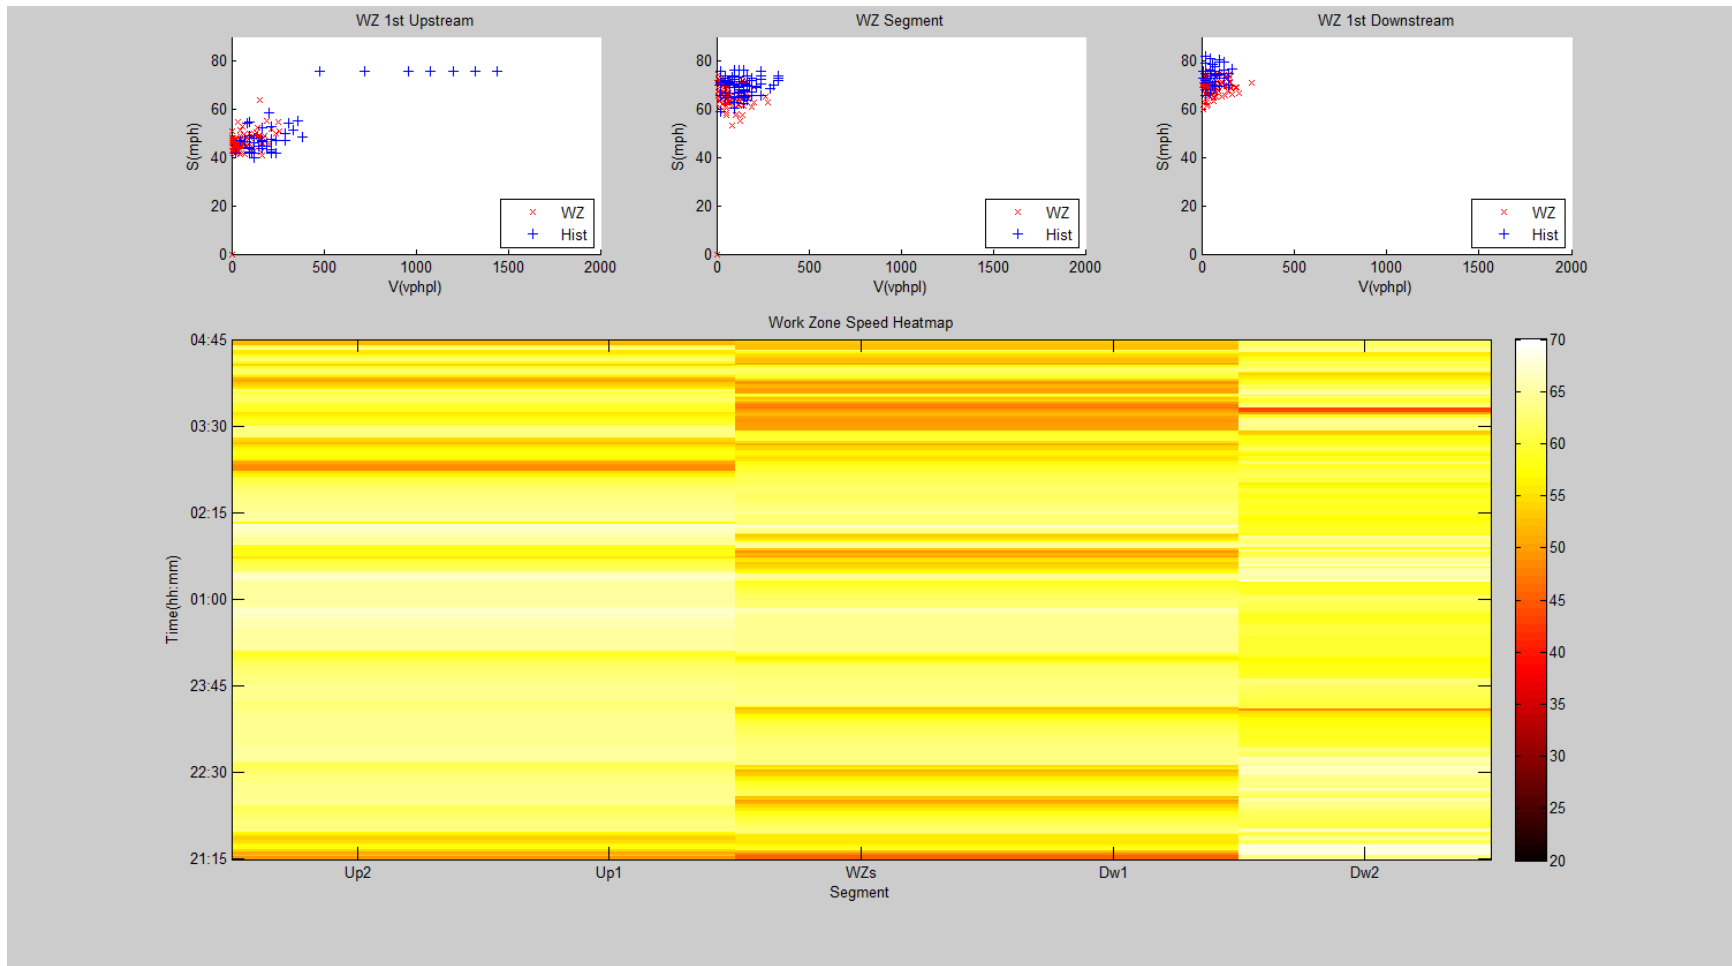 WZ 1st Upstream
WZ Segment
WZ 1st Downstream
80
60
40
20
0
S(mph)
0 500 1000 1500 2000
V(vphpl)
WZ
Hist
80
60
40
20
0
S(mph)
0 500 1000 1500 2000
V(vphpl)
WZ
Hist
80
60
40
20
0
S(mph)
0 500 1000 1500 2000
V(vphpl)
WZ
Hist
Work Zone Speed Heatmap
04:45
03:30
02:15
01:00
23:45
22:30
21:15
Time(hh:mm)
Up2 Up1 WZs Dw1 Dw2
Segment
70
65
60
55
50
45
40
35
30
25
20